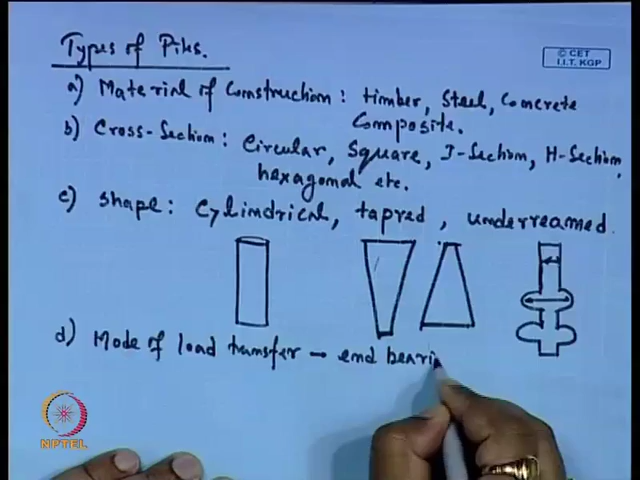 Types of Piles.
© CET
I.I.T. KGP
a) Material of Construction : timber, Steel, Concrete
Composite.
b) Cross-Section : Circular, Square, I-Section, H-Section,
hexagonal etc.
c) Shape : Cylindrical, tapred, underreamed.
d) Mode of load transfer → end beari
NPTEL